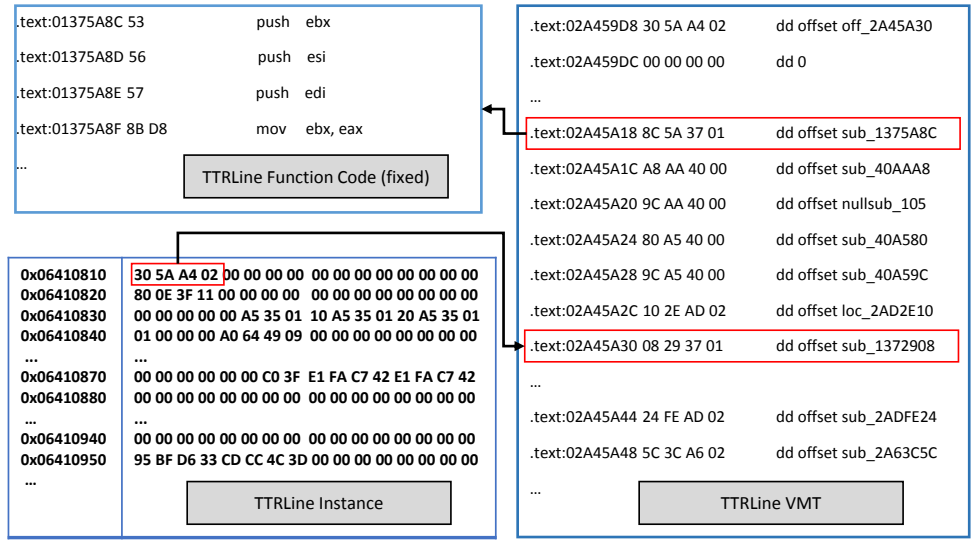 .text:01375A8C 53 push ebx
.text:01375A8D 56 push esi
.text:01375A8E 57 push edi
.text:01375A8F 8B D8 mov ebx, eax
...
TTRLine Function Code (fixed)
0x06410810 30 5A A4 02 00 00 00 00 00 00 00 00 00 00 00 00
0x06410820 80 0E 3F 11 00 00 00 00 00 00 00 00 00 00 00 00
0x06410830 00 00 00 00 00 A5 35 01 10 A5 35 01 20 A5 35 01
0x06410840 01 00 00 00 A0 64 49 09 00 00 00 00 00 00 00 00
... ...
0x06410870 00 00 00 00 00 00 C0 3F E1 FA C7 42 E1 FA C7 42
0x06410880 00 00 00 00 00 00 00 00 00 00 00 00 00 00 00 00
... ...
0x06410940 00 00 00 00 00 00 00 00 00 00 00 00 00 00 00 00
0x06410950 95 BF D6 33 CD CC 4C 3D 00 00 00 00 00 00 00 00
...
TTRLine Instance
.text:02A459D8 30 5A A4 02 dd offset off_2A45A30
.text:02A459DC 00 00 00 00 dd 0
...
.text:02A45A18 8C 5A 37 01 dd offset sub_1375A8C
.text:02A45A1C A8 AA 40 00 dd offset sub_40AAA8
.text:02A45A20 9C AA 40 00 dd offset nullsub_105
.text:02A45A24 80 A5 40 00 dd offset sub_40A580
.text:02A45A28 9C A5 40 00 dd offset sub_40A59C
.text:02A45A2C 10 2E AD 02 dd offset loc_2AD2E10
.text:02A45A30 08 29 37 01 dd offset sub_1372908
...
.text:02A45A44 24 FE AD 02 dd offset sub_2ADFE24
.text:02A45A48 5C 3C A6 02 dd offset sub_2A63C5C
...
TTRLine VMT